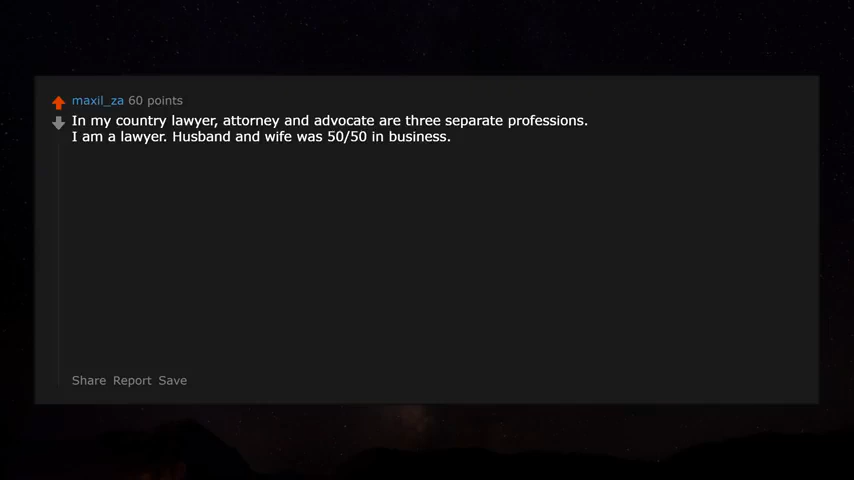 maxil_za 60 points
In my country lawyer, attorney and advocate are three separate professions.
I am a lawyer. Husband and wife was 50/50 in business.
Share Report Save